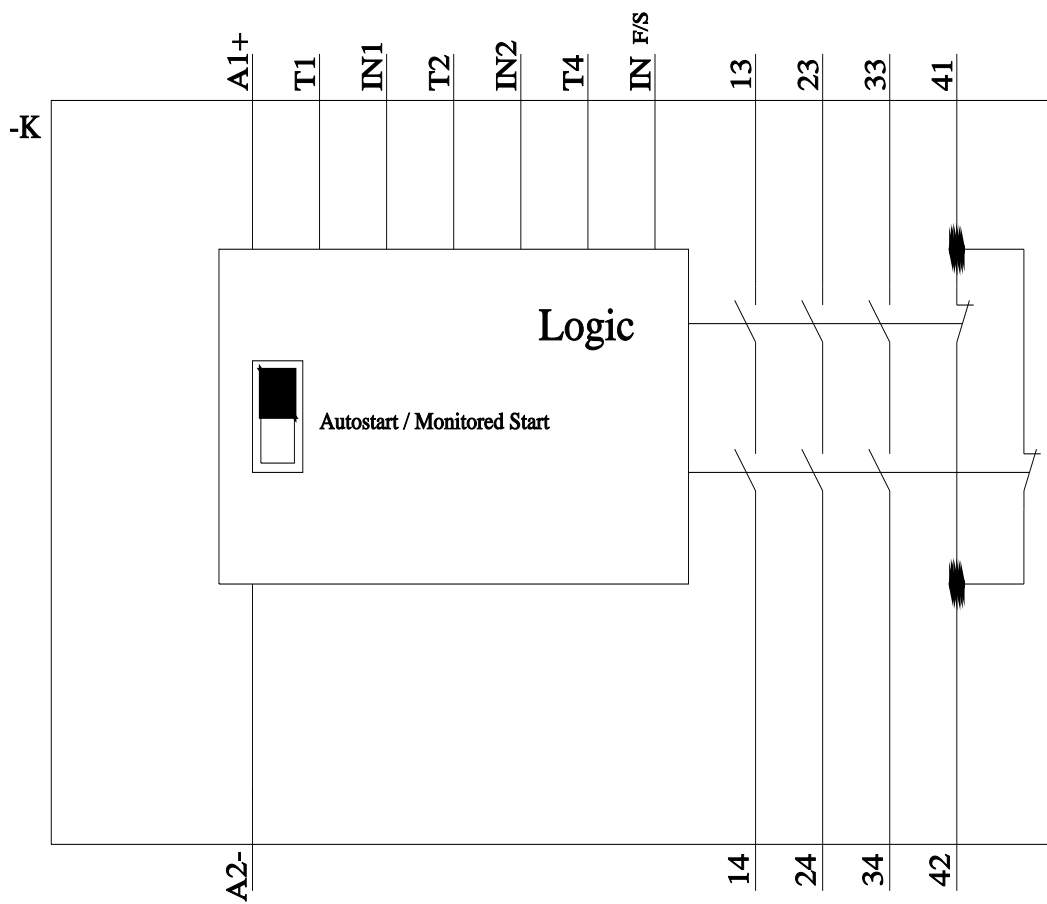 A1+
T1
IN1
T2
IN2
T4
IN F/S
13
23
33
41
-K
Logic
Autostart / Monitored Start
A2-
14
24
34
42